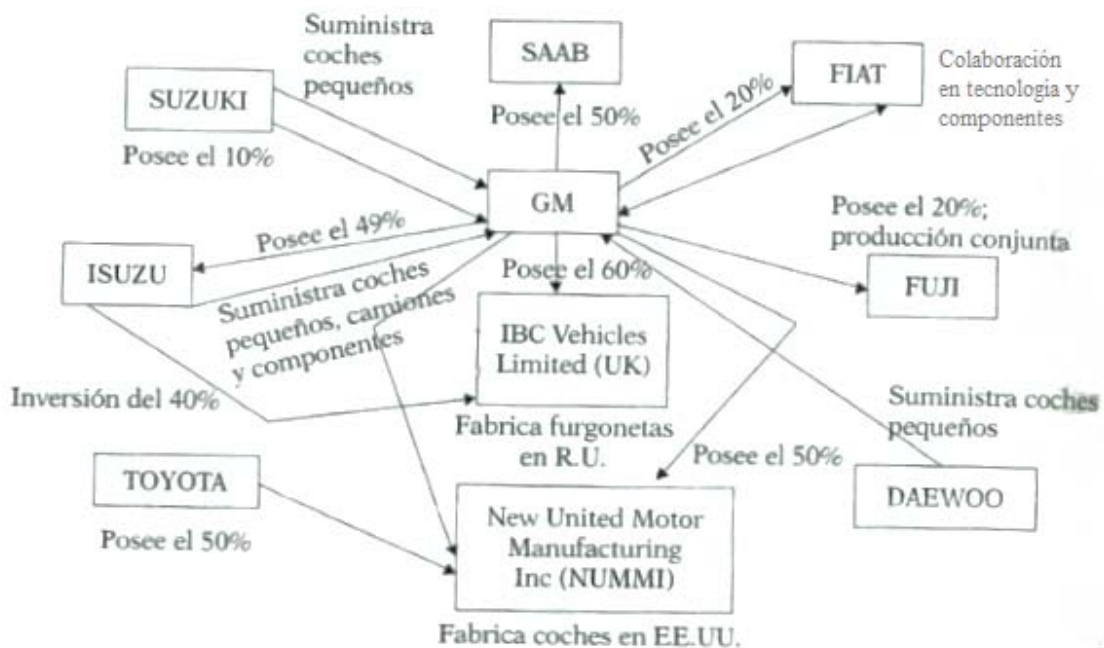 Suministra
coches
pequeños
SAAB
FIAT
Colaboración
en tecnología y
componentes
SUZUKI
Posee el 10%
Posee el 50%
Posee el 20%
GM
Posee el 49%
Posee el 20%;
producción conjunta
ISUZU
FUJI
Suministra coches
pequeños, camiones
y componentes
Posee el 60%
IBC Vehicles
Limited (UK)
Inversión del 40%
Fabrica furgonetas
en R.U.
Suministra coches
pequeños
Posee el 50%
TOYOTA
DAEWOO
Posee el 50%
New United Motor
Manufacturing
Inc (NUMMI)
Fabrica coches en EE.UU.